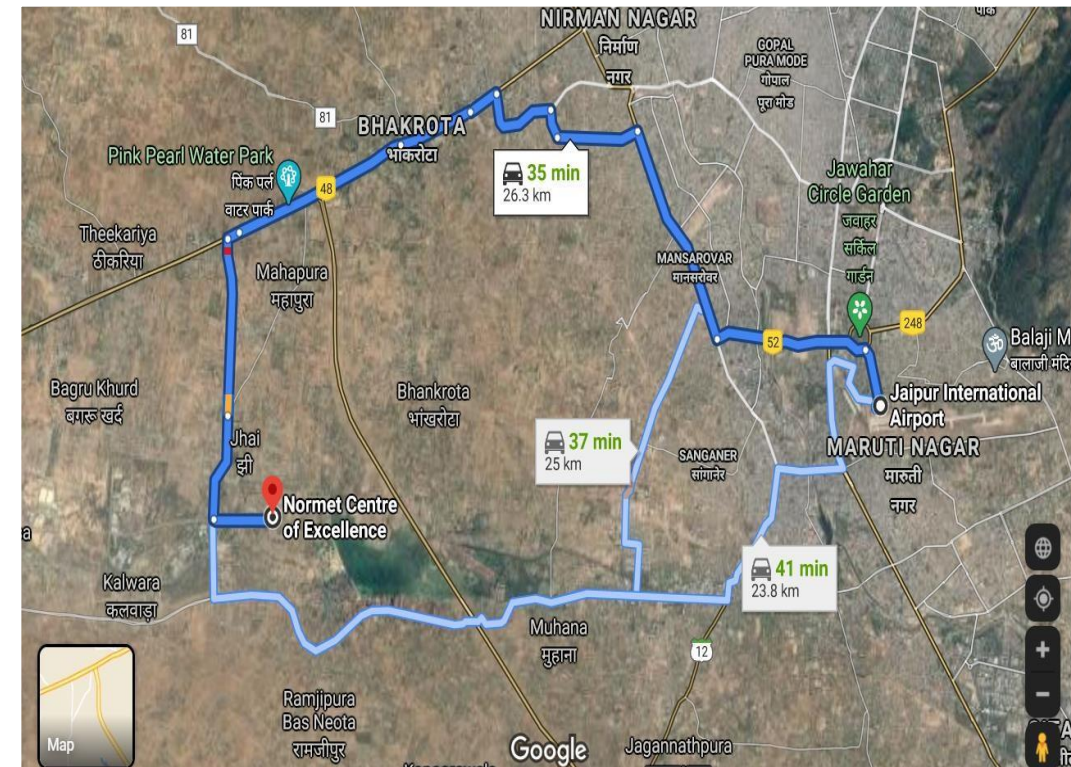 NIRMAN NAGAR
निर्माण
नगर
81
GOPAL
PURA MODE
गोपाल
पूरा मोड
81
BHAKROTA
भांकरोटा
Pink Pearl Water Park
पिंक पर्ल
वाटर पार्क
48
35 min
26.3 km
Jawahar
Circle Garden
जवाहर
सर्किल
गार्डन
Theekariya
ठीकरिया
Mahapura
महापुरा
MANSAROVAR
मानसरोवर
52
248
Balaji M
बालाजी मंदि
Bagru Khurd
बगरू खर्द
Bhankrota
भांखरोटा
Jaipur International
Airport
Jhai
झी
37 min
25 km
SANGANER
सांगानेर
MARUTI NAGAR
मारुती
नगर
Normet Centre
of Excellence
41 min
23.8 km
Kalwara
कलवाड़ा
Muhana
मुहाना
12
Ramjipura
Bas Neota
रामजीपुर
Map
Google
Jagannathpura